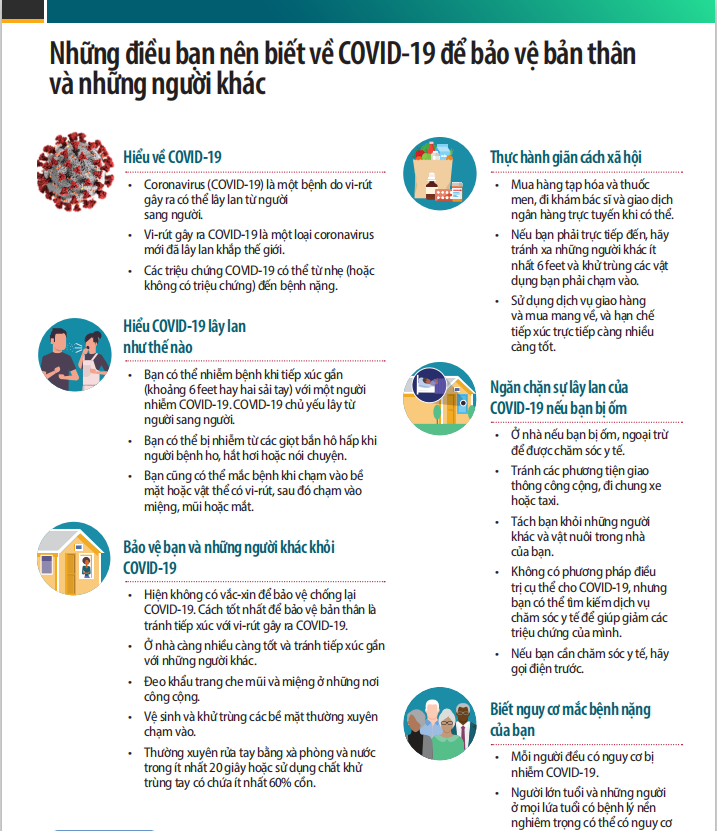 Những điều bạn nên biết về COVID-19 để bảo vệ bản thân
và những người khác
Hiểu về COVID-19
• Coronavirus (COVID-19) là một bệnh do vi-rút
gây ra có thể lây lan từ người
sang người.
• Vi-rút gây ra COVID-19 là một loại coronavirus
mới đã lây lan khắp thế giới.
• Các triệu chứng COVID-19 có thể từ nhẹ (hoặc
không có triệu chứng) đến bệnh nặng.
Hiểu COVID-19 lây lan
như thế nào
• Bạn có thể nhiễm bệnh khi tiếp xúc gần
(khoảng 6 feet hay hai sải tay) với một người
nhiễm COVID-19. COVID-19 chủ yếu lây từ
người sang người.
• Bạn có thể bị nhiễm từ các giọt bắn hô hấp khi
người bệnh ho, hắt hơi hoặc nói chuyện.
• Bạn cũng có thể mắc bệnh khi chạm vào bề
mặt hoặc vật thể có vi-rút, sau đó chạm vào
miệng, mũi hoặc mắt.
Bảo vệ bạn và những người khác khỏi
COVID-19
• Hiện không có vắc-xin để bảo vệ chống lại
COVID-19. Cách tốt nhất để bảo vệ bản thân là
tránh tiếp xúc với vi-rút gây ra COVID-19.
• Ở nhà càng nhiều càng tốt và tránh tiếp xúc gần
với những người khác.
• Đeo khẩu trang che mũi và miệng ở những nơi
công cộng.
• Vệ sinh và khử trùng các bề mặt thường xuyên
chạm vào.
• Thường xuyên rửa tay bằng xà phòng và nước
trong ít nhất 20 giây hoặc sử dụng chất khử
trùng tay có chứa ít nhất 60% cồn.
Thực hành giãn cách xã hội
• Mua hàng tạp hóa và thuốc
men, đi khám bác sĩ và giao dịch
ngân hàng trực tuyến khi có thể.
• Nếu bạn phải trực tiếp đến, hãy
tránh xa những người khác ít
nhất 6 feet và khử trùng các vật
dụng bạn phải chạm vào.
• Sử dụng dịch vụ giao hàng
và mua mang về, và hạn chế
tiếp xúc trực tiếp càng nhiều
càng tốt.
Ngăn chặn sự lây lan của
COVID-19 nếu bạn bị ốm
• Ở nhà nếu bạn bị ốm, ngoại trừ
để được chăm sóc y tế.
• Tránh các phương tiện giao
thông công cộng, đi chung xe
hoặc taxi.
• Tách bạn khỏi những người
khác và vật nuôi trong nhà
của bạn.
• Không có phương pháp điều
trị cụ thể cho COVID-19, nhưng
bạn có thể tìm kiếm dịch vụ
chăm sóc y tế để giúp giảm các
triệu chứng của mình.
• Nếu bạn cần chăm sóc y tế, hãy
gọi điện trước.
Biết nguy cơ mắc bệnh nặng
của bạn
• Mỗi người đều có nguy cơ bị
nhiễm COVID-19.
• Người lớn tuổi và những người
ở mọi lứa tuổi có bệnh lý nền
nghiêm trọng có thể có nguy cơ